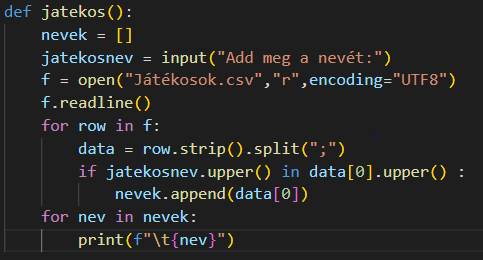 def jatekos():
    nevek = []
    jatekosnev = input("Add meg a nevét:")
    f = open("Játékosok.csv","r",encoding="UTF8")
    f.readline()
    for row in f:
        data = row.strip().split(";")
        if jatekosnev.upper() in data[0].upper() :
            nevek.append(data[0])
    for nev in nevek:
        print(f"\t{nev}")